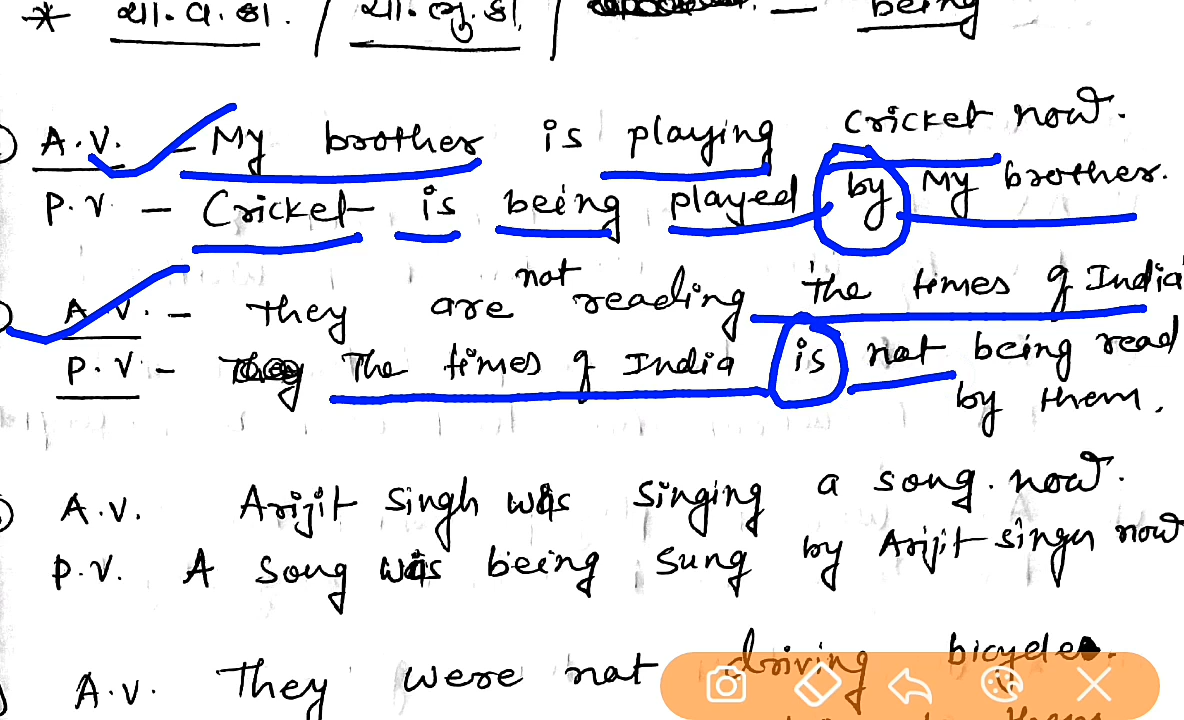 * ચા. વ. કા. / ચા. ભૂ. કા. / — being
A.V. – My brother is playing cricket now.
P.V – Cricket is being played by My brother.
A.V. – They are not reading the times of India
P.V – The times of India is not being read
by them.
A.V. Arijit Singh was singing a song. now.
P.V. A song was being sung by Arijit singh now
A.V. They were not driving bicycle.